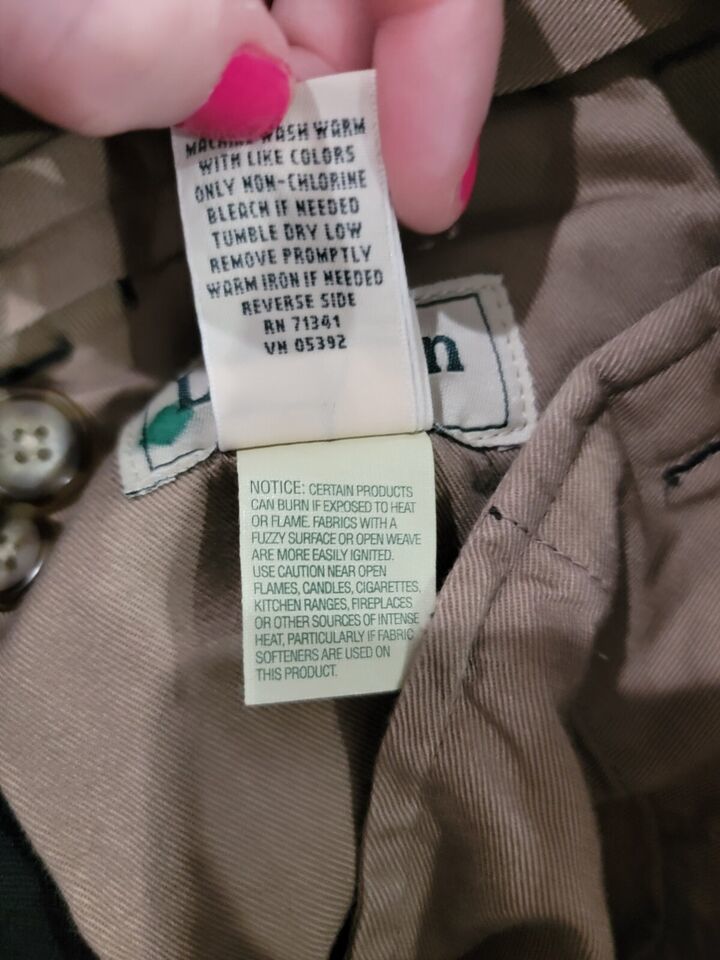 MACHINE WASH WARM
WITH LIKE COLORS
ONLY NON-CHLORINE
BLEACH IF NEEDED
TUMBLE DRY LOW
REMOVE PROMPTLY
WARM IRON IF NEEDED
REVERSE SIDE
RN 71341
VN 05392
n
NOTICE: CERTAIN PRODUCTS
CAN BURN IF EXPOSED TO HEAT
OR FLAME. FABRICS WITH A
FUZZY SURFACE OR OPEN WEAVE
ARE MORE EASILY IGNITED.
USE CAUTION NEAR OPEN
FLAMES, CANDLES, CIGARETTES,
KITCHEN RANGES, FIREPLACES
OR OTHER SOURCES OF INTENSE
HEAT, PARTICULARLY IF FABRIC
SOFTENERS ARE USED ON
THIS PRODUCT.